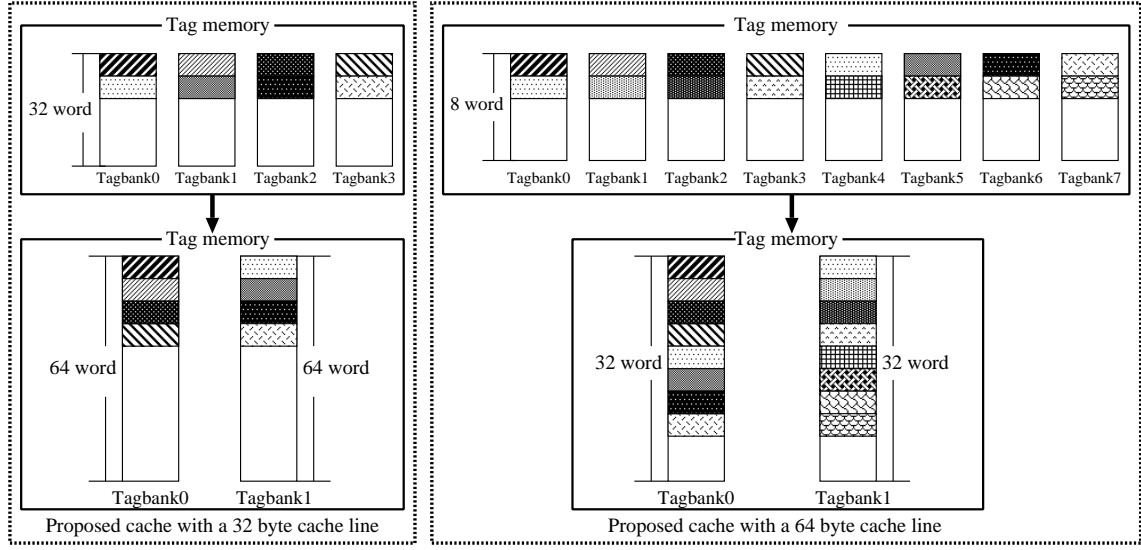 Tag memory
32 word
Tagbank0 Tagbank1 Tagbank2 Tagbank3
Tag memory
64 word
64 word
Tagbank0 Tagbank1
Proposed cache with a 32 byte cache line
Tag memory
8 word
Tagbank0 Tagbank1 Tagbank2 Tagbank3 Tagbank4 Tagbank5 Tagbank6 Tagbank7
Tag memory
32 word
32 word
Tagbank0 Tagbank1
Proposed cache with a 64 byte cache line